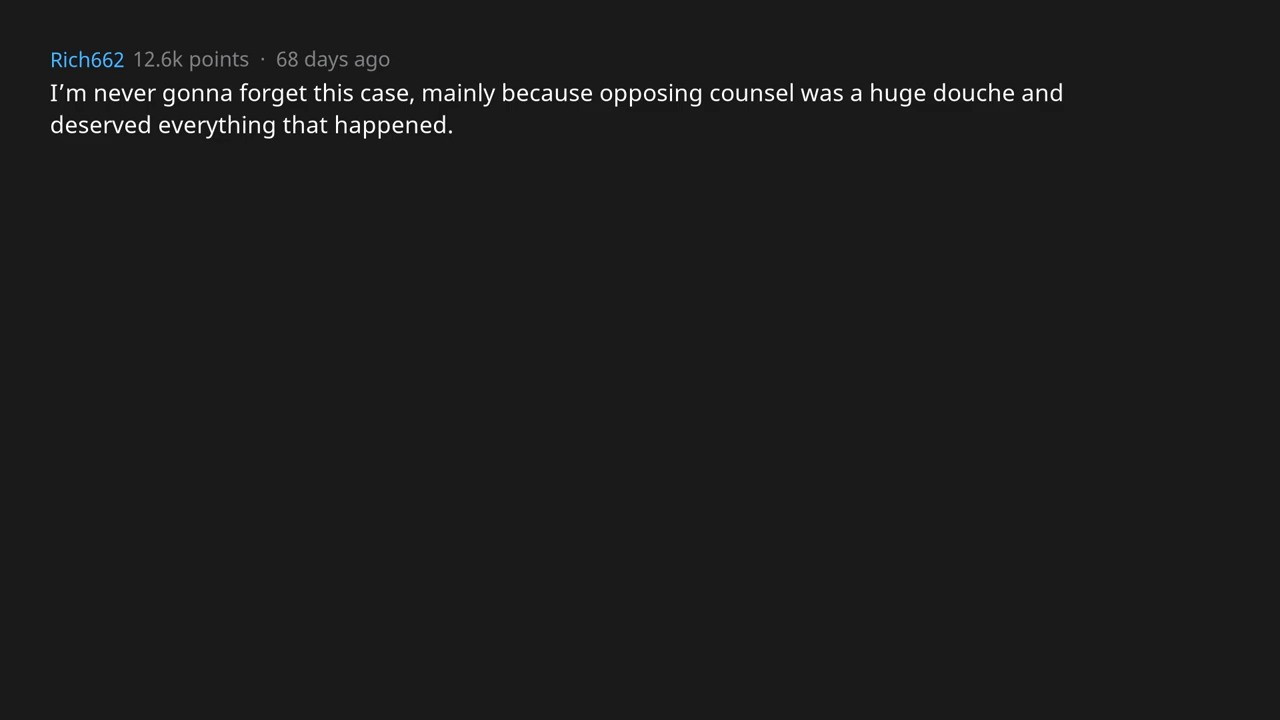 Rich662 12.6k points · 68 days ago
I’m never gonna forget this case, mainly because opposing counsel was a huge douche and
deserved everything that happened.